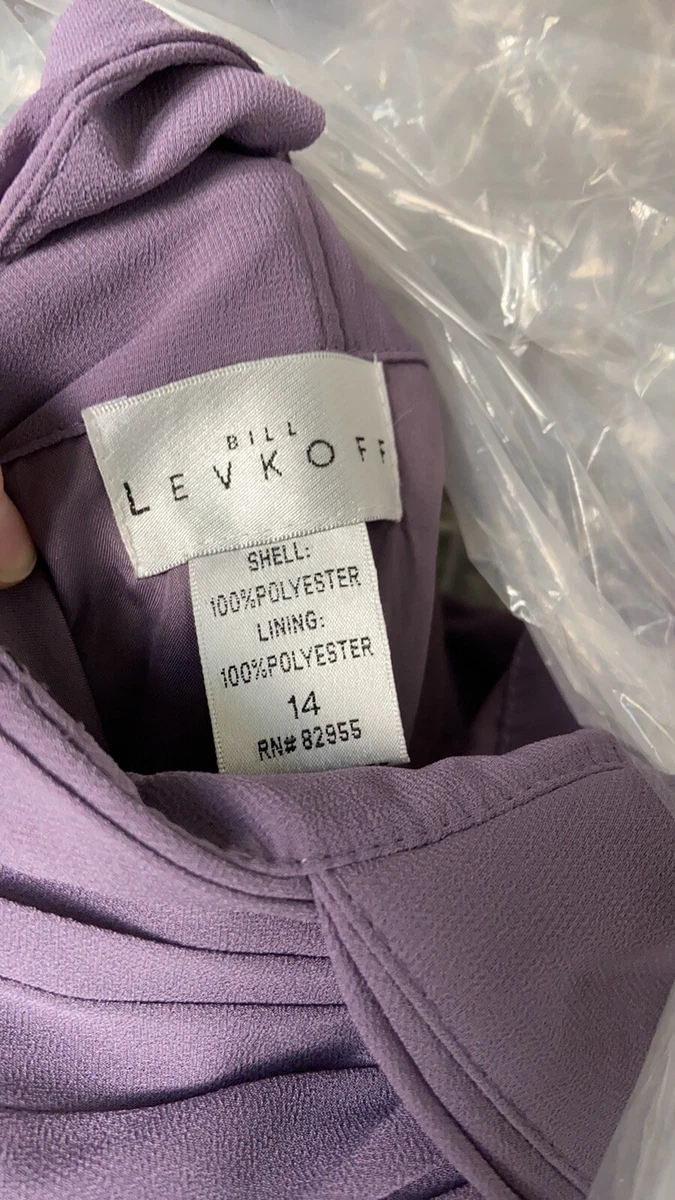 BILL
LEVKOFF
SHELL:
100%POLYESTER
LINING:
100%POLYESTER
14
RN# 82955